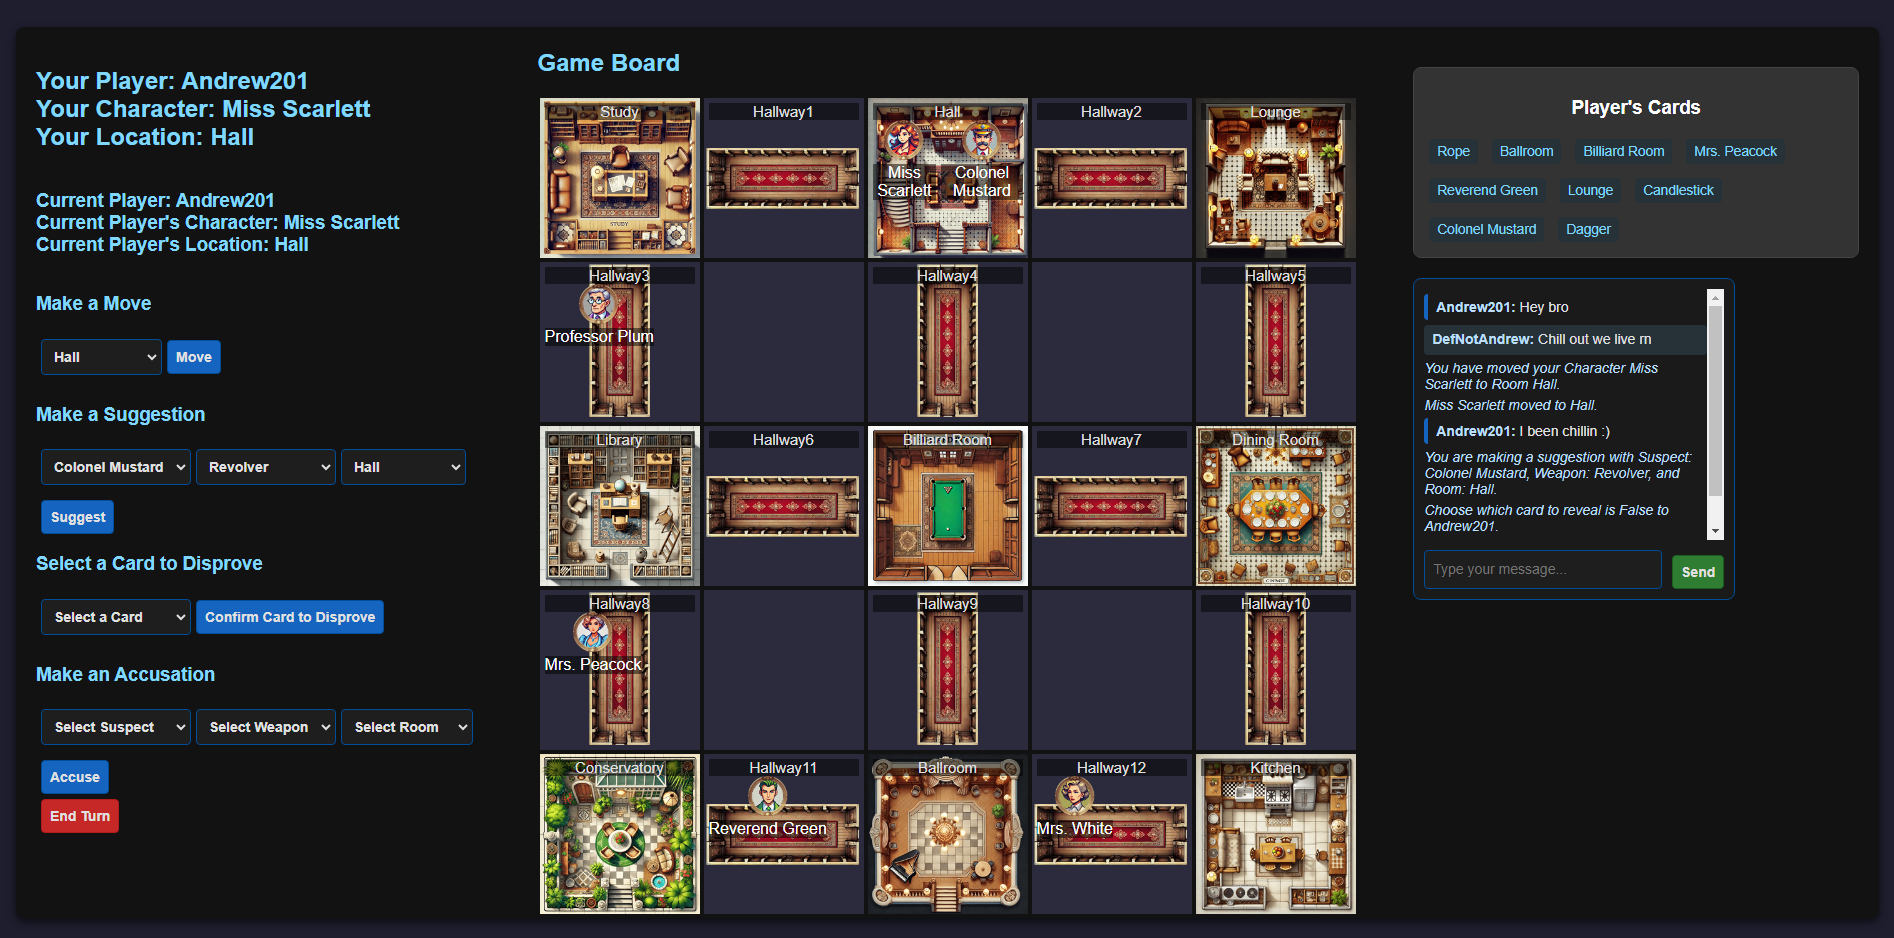 Your Player: Andrew201
Your Character: Miss Scarlett
Your Location: Hall
Current Player: Andrew201
Current Player's Character: Miss Scarlett
Current Player's Location: Hall
Make a Move
Hall
Move
Make a Suggestion
Colonel Mustard Revolver Hall
Suggest
Select a Card to Disprove
Select a Card
Confirm Card to Disprove
Make an Accusation
Select Suspect Select Weapon Select Room
Accuse
End Turn
Game Board
Study Hallway1 Hall Hallway2 Lounge
Miss
Scarlett
Colonel
Mustard
STUDY
Hallway3 Hallway4 Hallway5
Professor Plum
Library Hallway6 Billiard Room Hallway7 Dining Room
Hallway8 Hallway9 Hallway10
Mrs. Peacock
Conservatory Hallway11 Ballroom Hallway12 Kitchen
Reverend Green
Mrs. White
Player's Cards
Rope Ballroom Billiard Room Mrs. Peacock
Reverend Green Lounge Candlestick
Colonel Mustard Dagger
Andrew201: Hey bro
DefNotAndrew: Chill out we live rn
You have moved your Character Miss
Scarlett to Room Hall.
Miss Scarlett moved to Hall.
Andrew201: I been chillin :)
You are making a suggestion with Suspect:
Colonel Mustard, Weapon: Revolver, and
Room: Hall.
Choose which card to reveal is False to
Andrew201.
Type your message...
Send